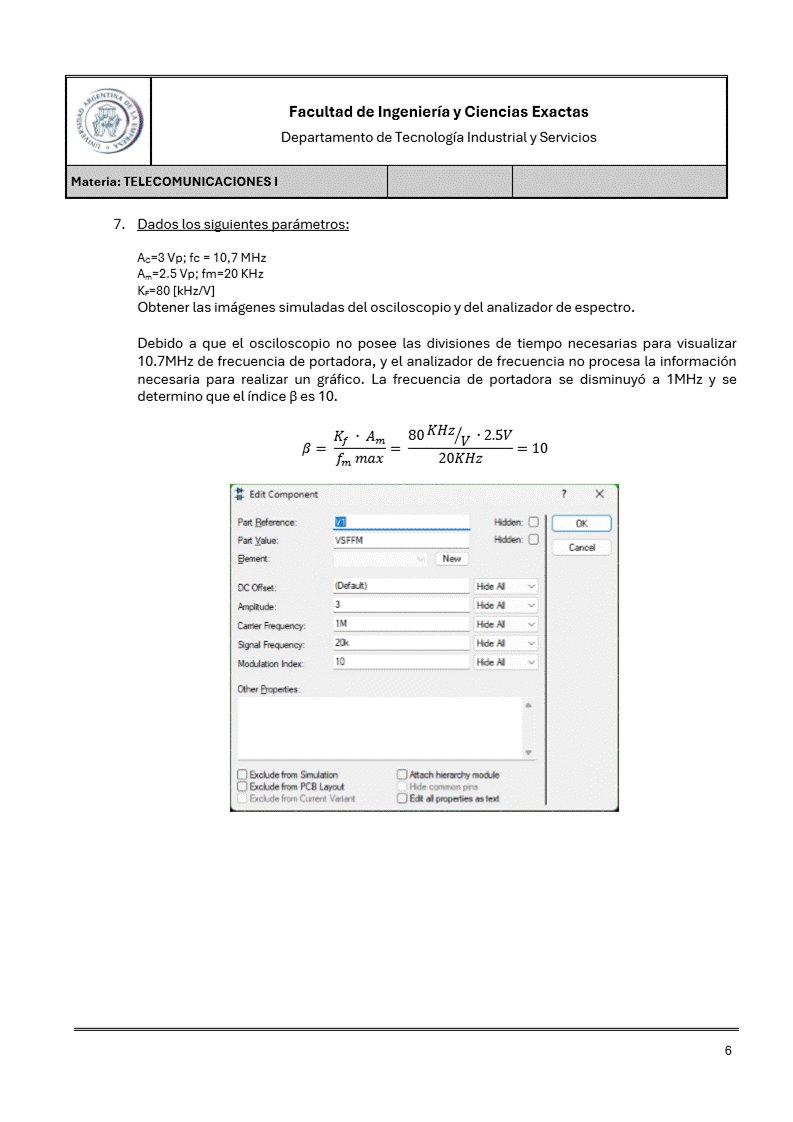 UNIVERSIDAD ARGENTINA DE LA EMPRESA
Facultad de Ingeniería y Ciencias Exactas
Departamento de Tecnología Industrial y Servicios
Materia: TELECOMUNICACIONES I
7. Dados los siguientes parámetros:
A_C=3 Vp; fc = 10,7 MHz
A_m=2.5 Vp; fm=20 KHz
K_F=80 [kHz/V]
Obtener las imágenes simuladas del osciloscopio y del analizador de espectro.
Debido a que el osciloscopio no posee las divisiones de tiempo necesarias para visualizar
10.7MHz de frecuencia de portadora, y el analizador de frecuencia no procesa la información
necesaria para realizar un gráfico. La frecuencia de portadora se disminuyó a 1MHz y se
determino que el índice β es 10.
β = (K_f · A_m) / (f_m max) = (80 KHz/V · 2.5V) / (20KHz) = 10
Edit Component ? ×
Part Reference: V1 Hidden: OK
Part Value: VSFFM Hidden: Cancel
Element: New
DC Offset: (Default) Hide All
Amplitude: 3 Hide All
Carrier Frequency: 1M Hide All
Signal Frequency: 20k Hide All
Modulation Index: 10 Hide All
Other Properties:
Exclude from Simulation Attach hierarchy module
Exclude from PCB Layout Hide common pins
Exclude from Current Variant Edit all properties as text
6